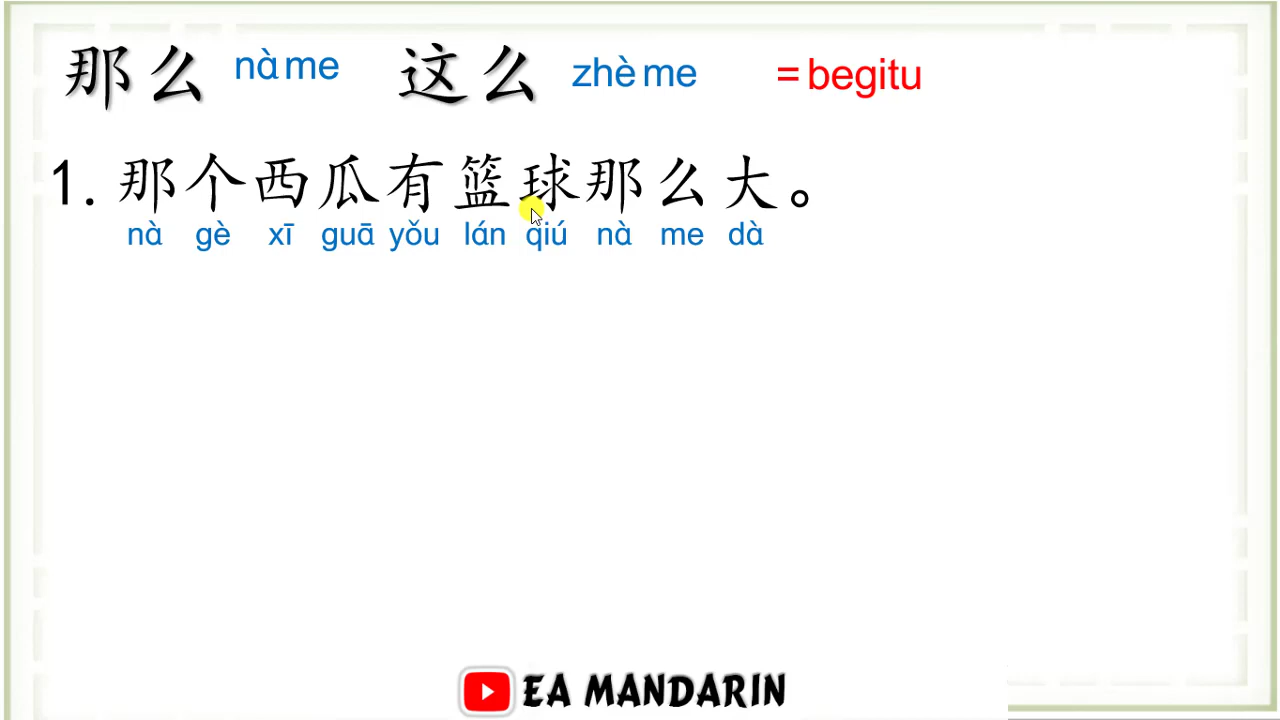 那么 nàme 这么 zhème = begitu
1. 那个西瓜有篮球那么大。
nà gè xī guā yǒu lán qiú nà me dà
EA MANDARIN